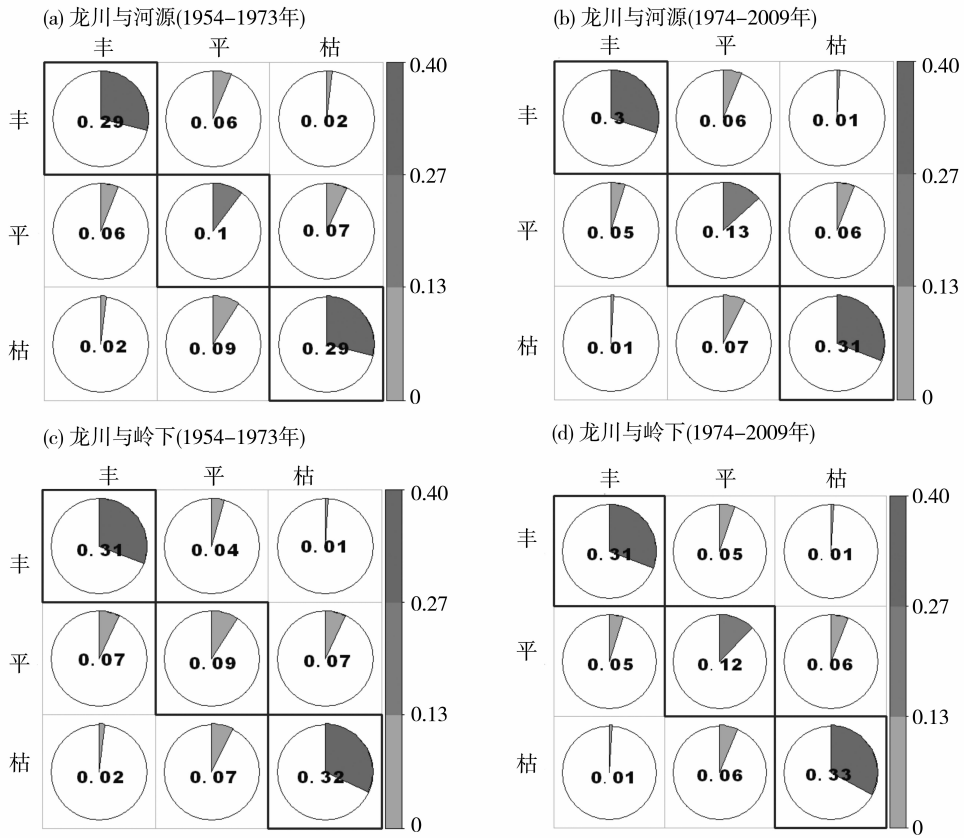 (a) 龙川与河源(1954-1973年)
丰 平 枯
丰 0.29 0.06 0.02
平 0.06 0.1 0.07
枯 0.02 0.09 0.29
0.40
0.27
0.13
0
(b) 龙川与河源(1974-2009年)
丰 平 枯
丰 0.3 0.06 0.01
平 0.05 0.13 0.06
枯 0.01 0.07 0.31
0.40
0.27
0.13
0
(c) 龙川与岭下(1954-1973年)
丰 平 枯
丰 0.31 0.04 0.01
平 0.07 0.09 0.07
枯 0.02 0.07 0.32
0.40
0.27
0.13
0
(d) 龙川与岭下(1974-2009年)
丰 平 枯
丰 0.31 0.05 0.01
平 0.05 0.12 0.06
枯 0.01 0.06 0.33
0.40
0.27
0.13
0